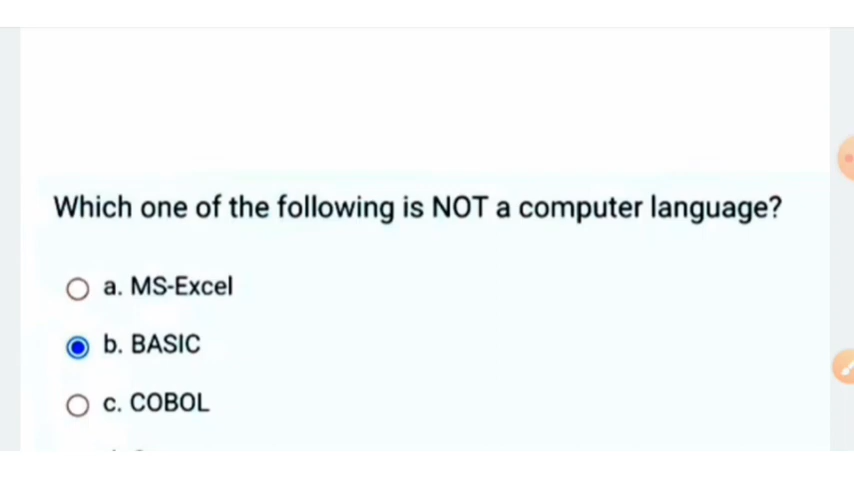 Which one of the following is NOT a computer language?
a. MS-Excel
b. BASIC
c. COBOL